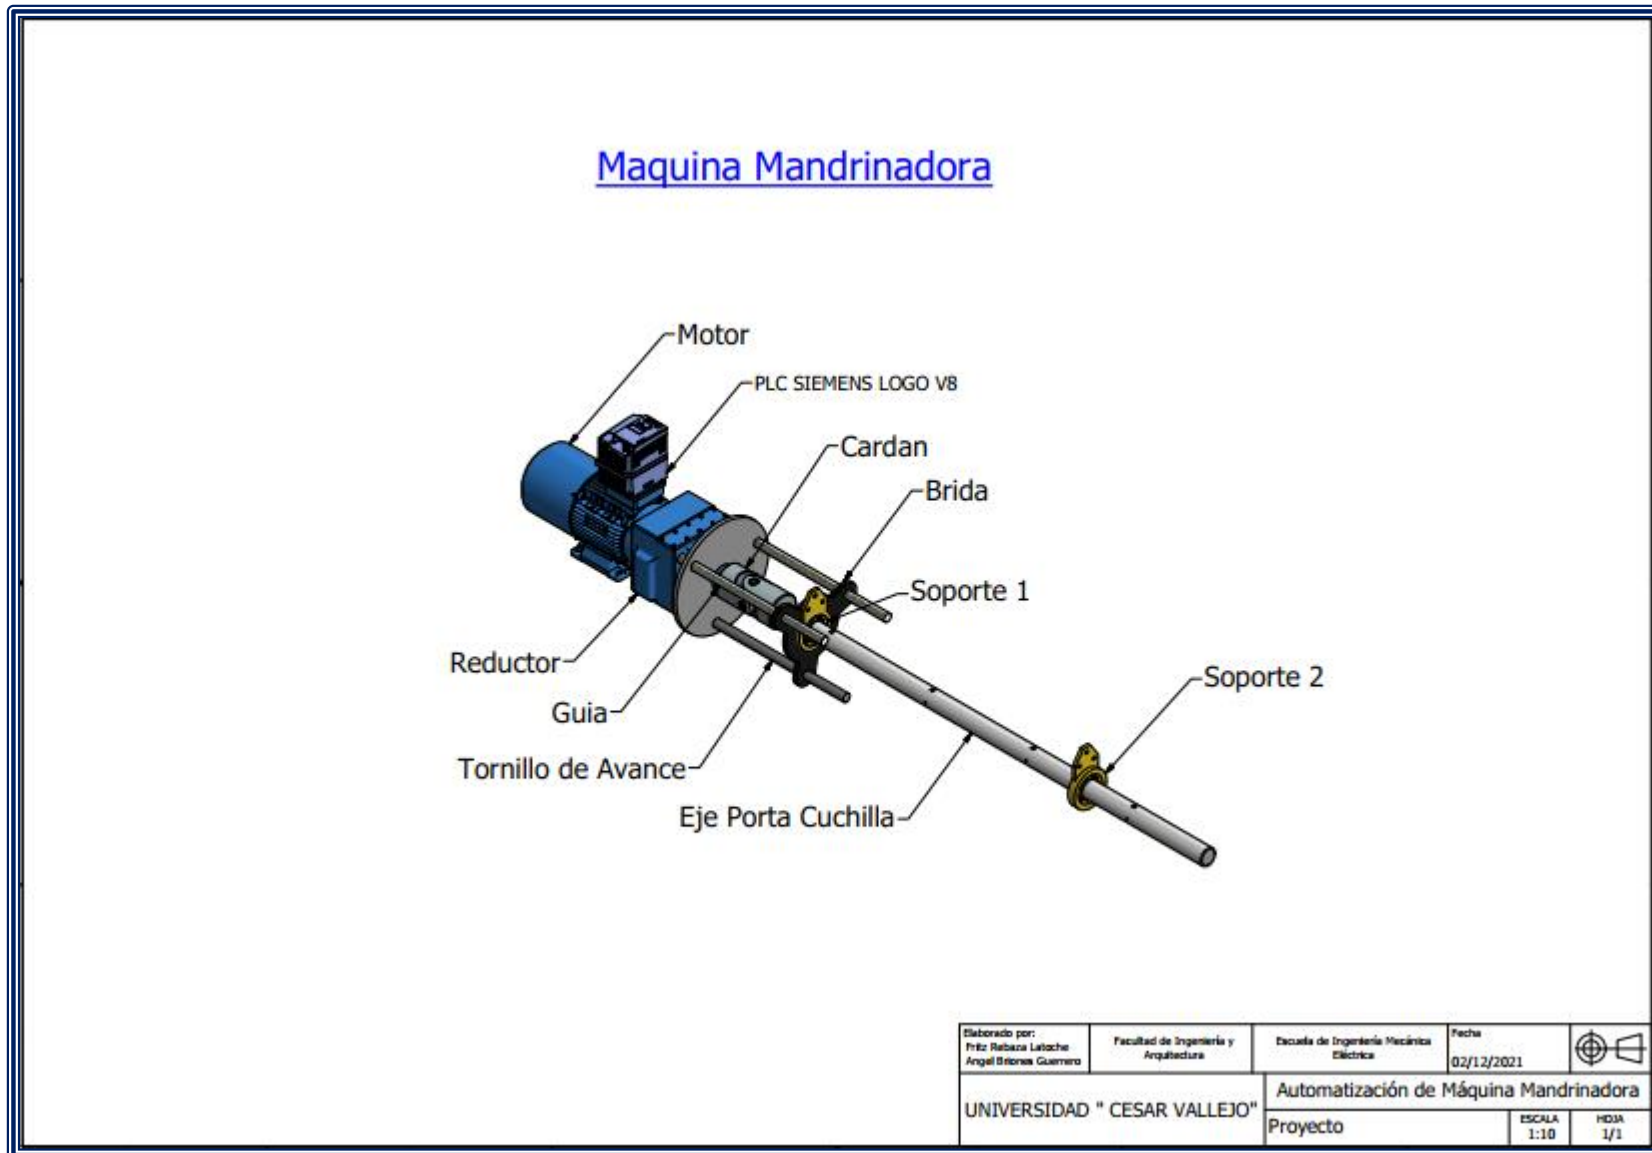 Maquina Mandrinadora
Motor
PLC SIEMENS LOGO V8
Cardan
Brida
Soporte 1
Reductor
Soporte 2
Guia
Tornillo de Avance
Eje Porta Cuchilla
Elaborado por:
Fritz Rebaza Latoche
Angel Briones Guerrero
Facultad de Ingeniería y
Arquitectura
Escuela de Ingeniería Mecánica
Eléctrica
Fecha
02/12/2021
UNIVERSIDAD " CESAR VALLEJO"
Automatización de Máquina Mandrinadora
Proyecto
ESCALA
1:10
HOJA
1/1